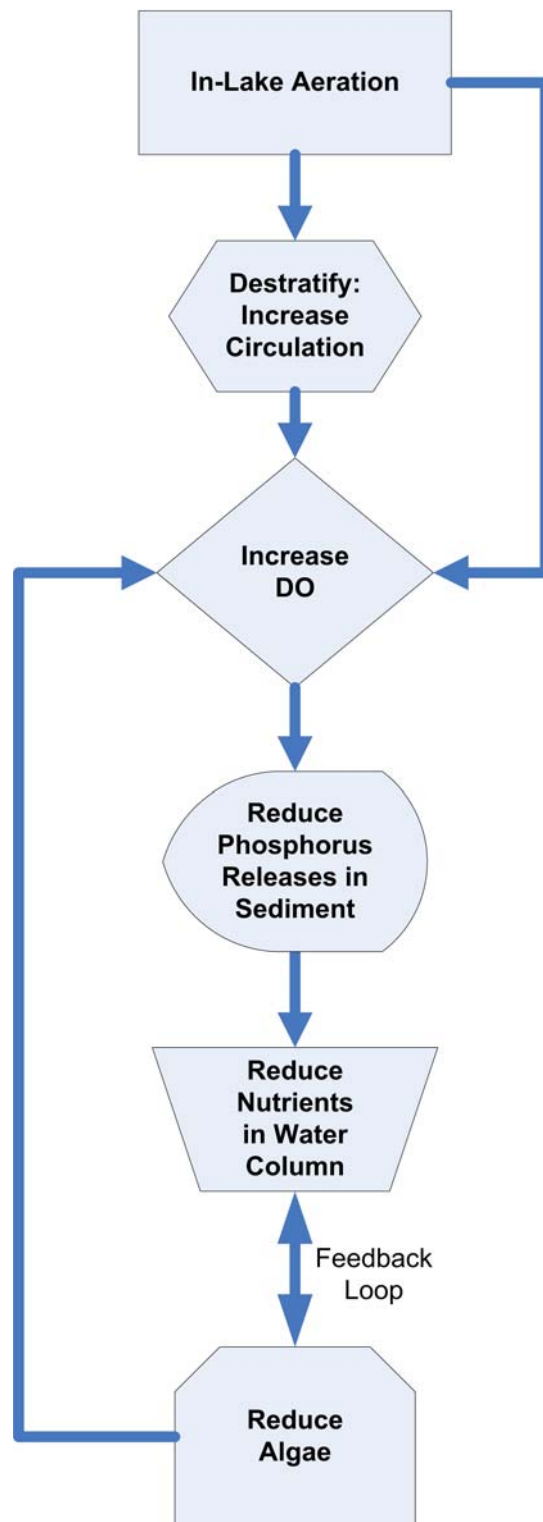 In-Lake Aeration
Destratify:
Increase
Circulation
Increase
DO
Reduce
Phosphorus
Releases in
Sediment
Reduce
Nutrients
in Water
Column
Feedback
Loop
Reduce
Algae